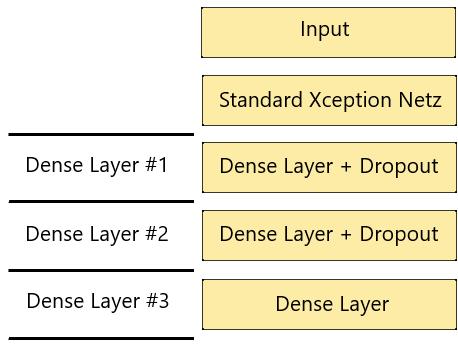 Input
Standard Xception Netz
Dense Layer #1
Dense Layer + Dropout
Dense Layer #2
Dense Layer + Dropout
Dense Layer #3
Dense Layer